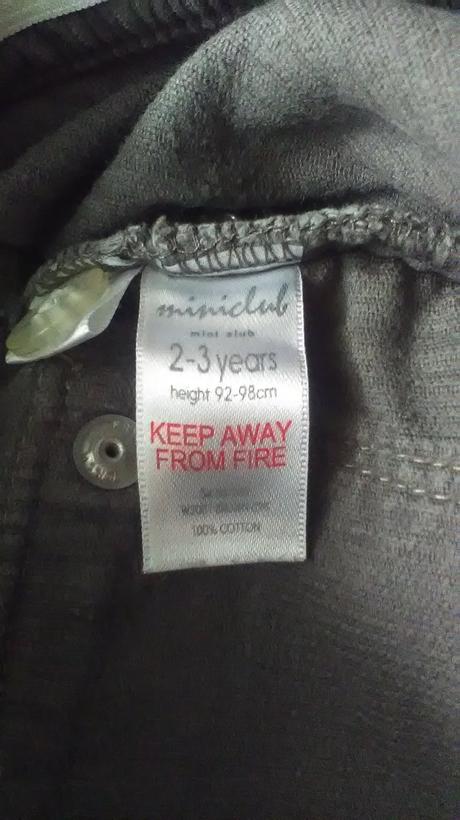 miniclub
mini club
2-3 years
height 92-98cm
KEEP AWAY
FROM FIRE
100% COTTON